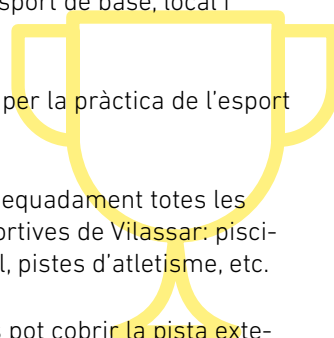 sport de base, local i
per la pràctica de l'esport
equadament totes les
ortives de Vilassar: pisci-
l, pistes d'atletisme, etc.
s pot cobrir la pista exte-